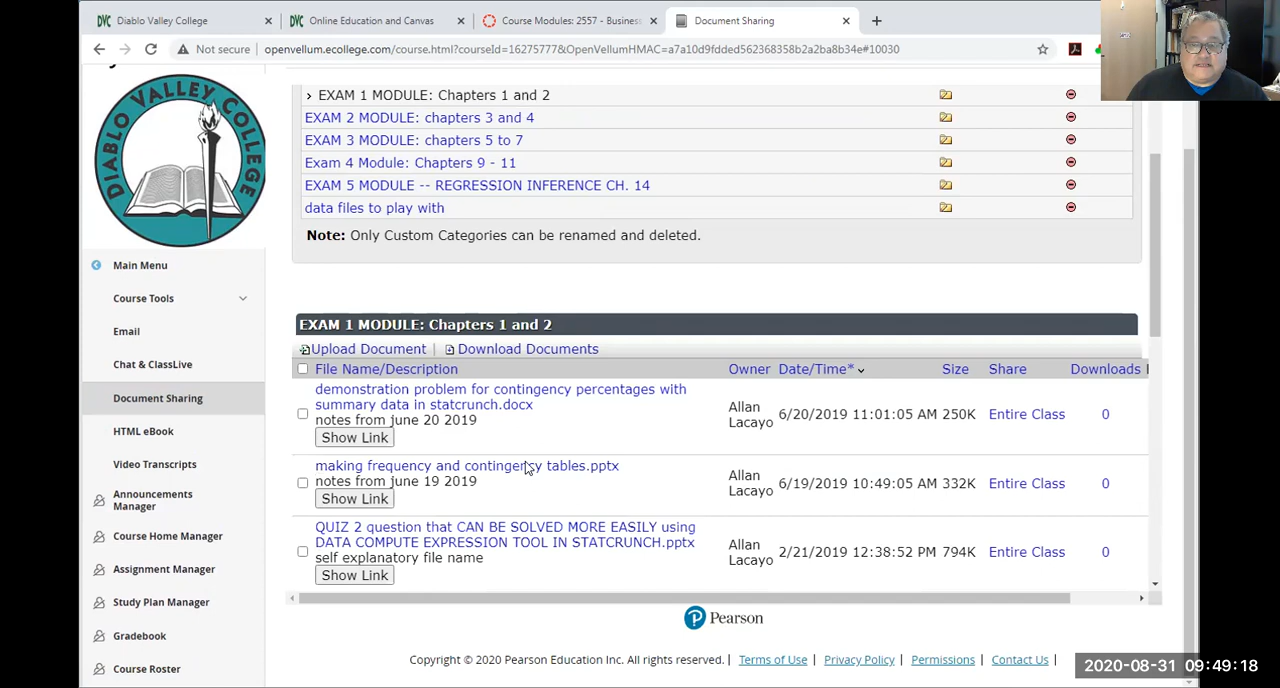 DVC Diablo Valley College
DVC Online Education and Canvas
Course Modules: 2557 - Business
Document Sharing
Not secure
openvellum.ecollege.com/course.html?courseId=16275777&OpenVellumHMAC=a7a10d9fdded562368358b2a2ba8b34e#10030
DIABLO VALLEY COLLEGE
EXAM 1 MODULE: Chapters 1 and 2
EXAM 2 MODULE: chapters 3 and 4
EXAM 3 MODULE: chapters 5 to 7
Exam 4 Module: Chapters 9 - 11
EXAM 5 MODULE -- REGRESSION INFERENCE CH. 14
data files to play with
Note: Only Custom Categories can be renamed and deleted.
Main Menu
Course Tools
Email
Chat & ClassLive
Document Sharing
HTML eBook
Video Transcripts
Announcements
Manager
Course Home Manager
Assignment Manager
Study Plan Manager
Gradebook
Course Roster
EXAM 1 MODULE: Chapters 1 and 2
Upload Document | Download Documents
File Name/Description Owner Date/Time* Size Share Downloads
demonstration problem for contingency percentages with
summary data in statcrunch.docx
notes from june 20 2019
Show Link
Allan
Lacayo
6/20/2019 11:01:05 AM 250K Entire Class 0
making frequency and contingency tables.pptx
notes from june 19 2019
Show Link
Allan
Lacayo
6/19/2019 10:49:05 AM 332K Entire Class 0
QUIZ 2 question that CAN BE SOLVED MORE EASILY using
DATA COMPUTE EXPRESSION TOOL IN STATCRUNCH.pptx
self explanatory file name
Show Link
Allan
Lacayo
2/21/2019 12:38:52 PM 794K Entire Class 0
Pearson
Copyright © 2020 Pearson Education Inc. All rights reserved. | Terms of Use | Privacy Policy | Permissions | Contact Us |
2020-08-31 09:49:18